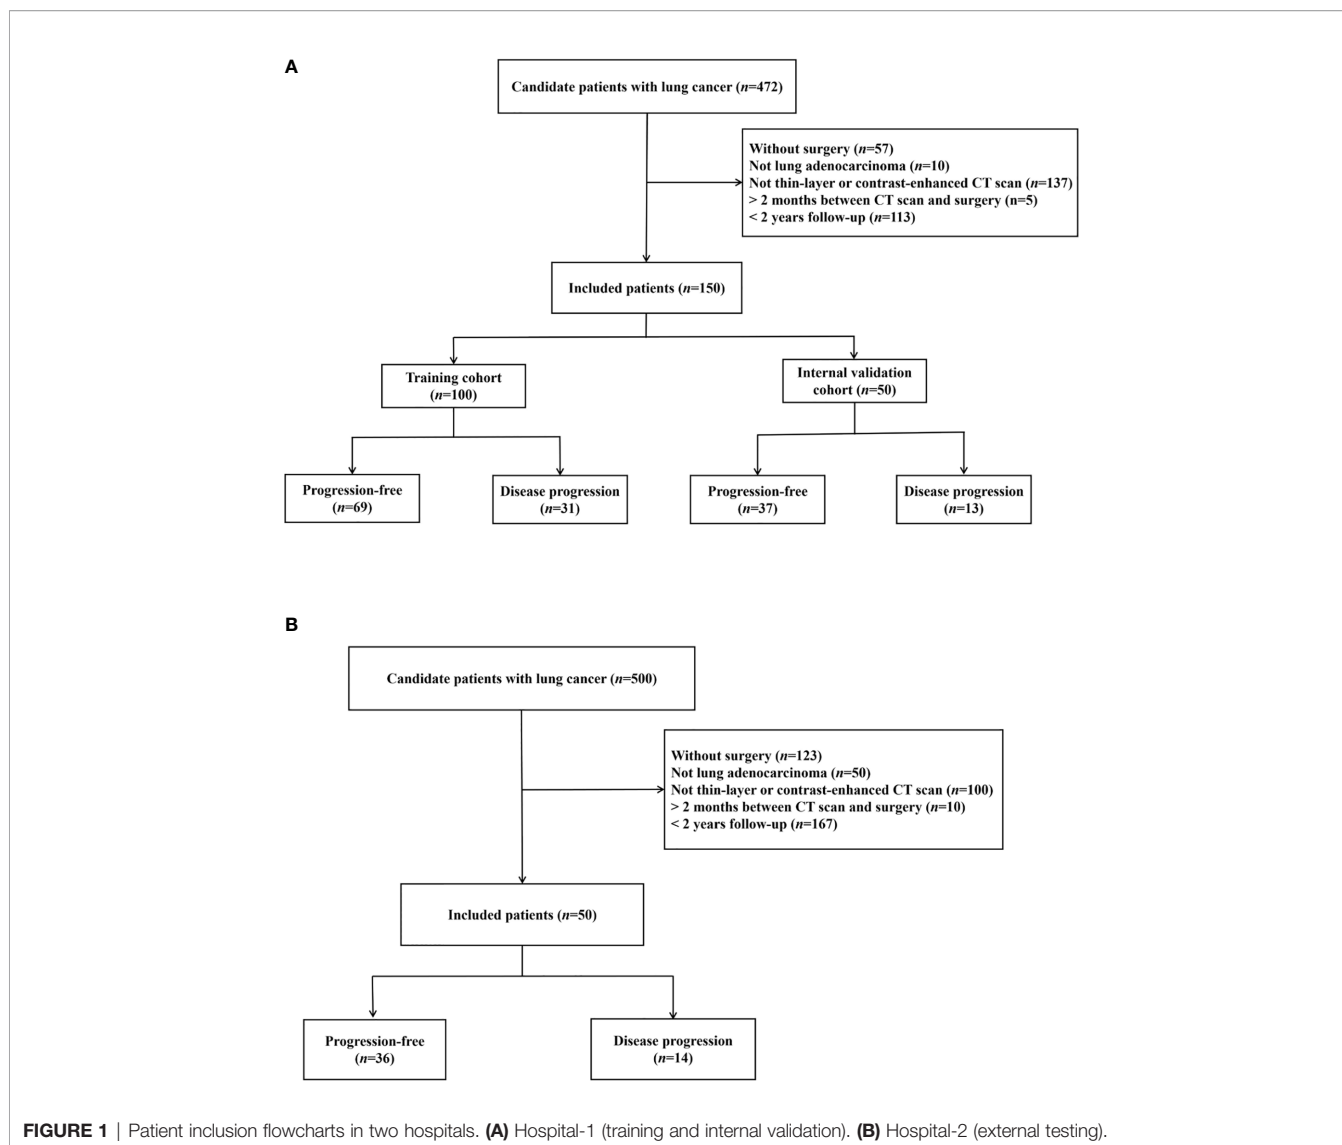 A
Candidate patients with lung cancer (n=472)
Without surgery (n=57)
Not lung adenocarcinoma (n=10)
Not thin-layer or contrast-enhanced CT scan (n=137)
> 2 months between CT scan and surgery (n=5)
< 2 years follow-up (n=113)
Included patients (n=150)
Training cohort
(n=100)
Internal validation
cohort (n=50)
Progression-free
(n=69)
Disease progression
(n=31)
Progression-free
(n=37)
Disease progression
(n=13)
B
Candidate patients with lung cancer (n=500)
Without surgery (n=123)
Not lung adenocarcinoma (n=50)
Not thin-layer or contrast-enhanced CT scan (n=100)
> 2 months between CT scan and surgery (n=10)
< 2 years follow-up (n=167)
Included patients (n=50)
Progression-free
(n=36)
Disease progression
(n=14)
FIGURE 1 | Patient inclusion flowcharts in two hospitals. (A) Hospital-1 (training and internal validation). (B) Hospital-2 (external testing).